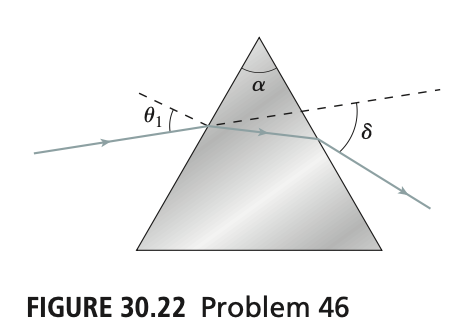 α
θ₁
δ
FIGURE 30.22 Problem 46